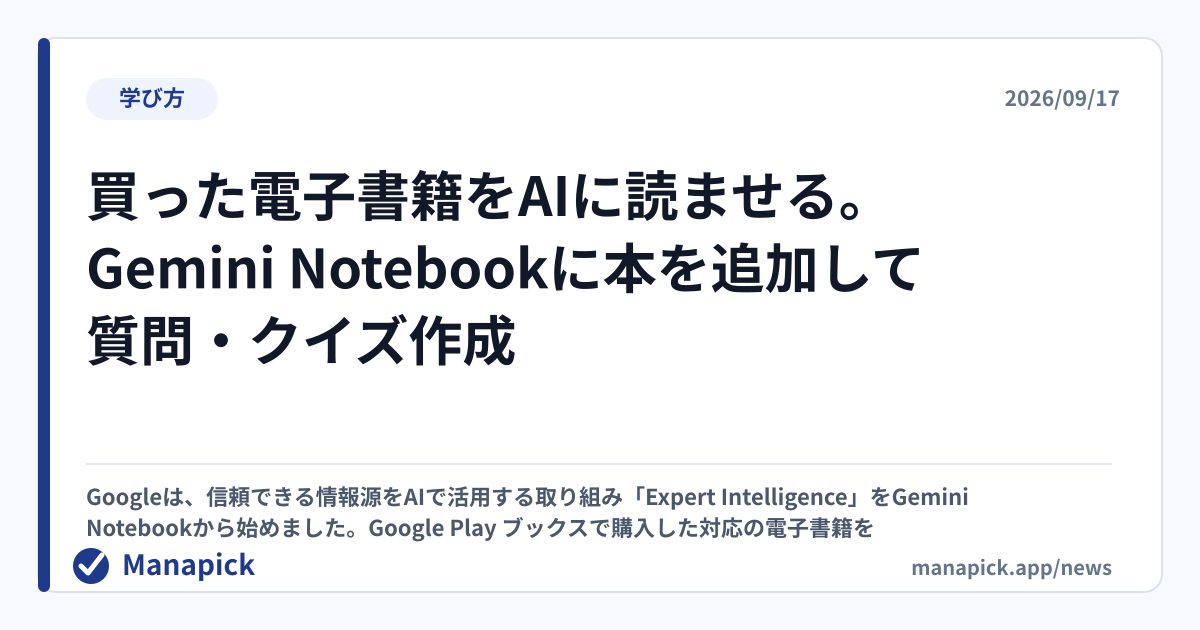 学び方
2026/09/17
買った電子書籍をAIに読ませる。
Gemini Notebookに本を追加して
質問・クイズ作成
Googleは、信頼できる情報源をAIで活用する取り組み「Expert Intelligence」をGemini
Notebookから始めました。Google Play ブックスで購入した対応の電子書籍を
Manapick
manapick.app/news